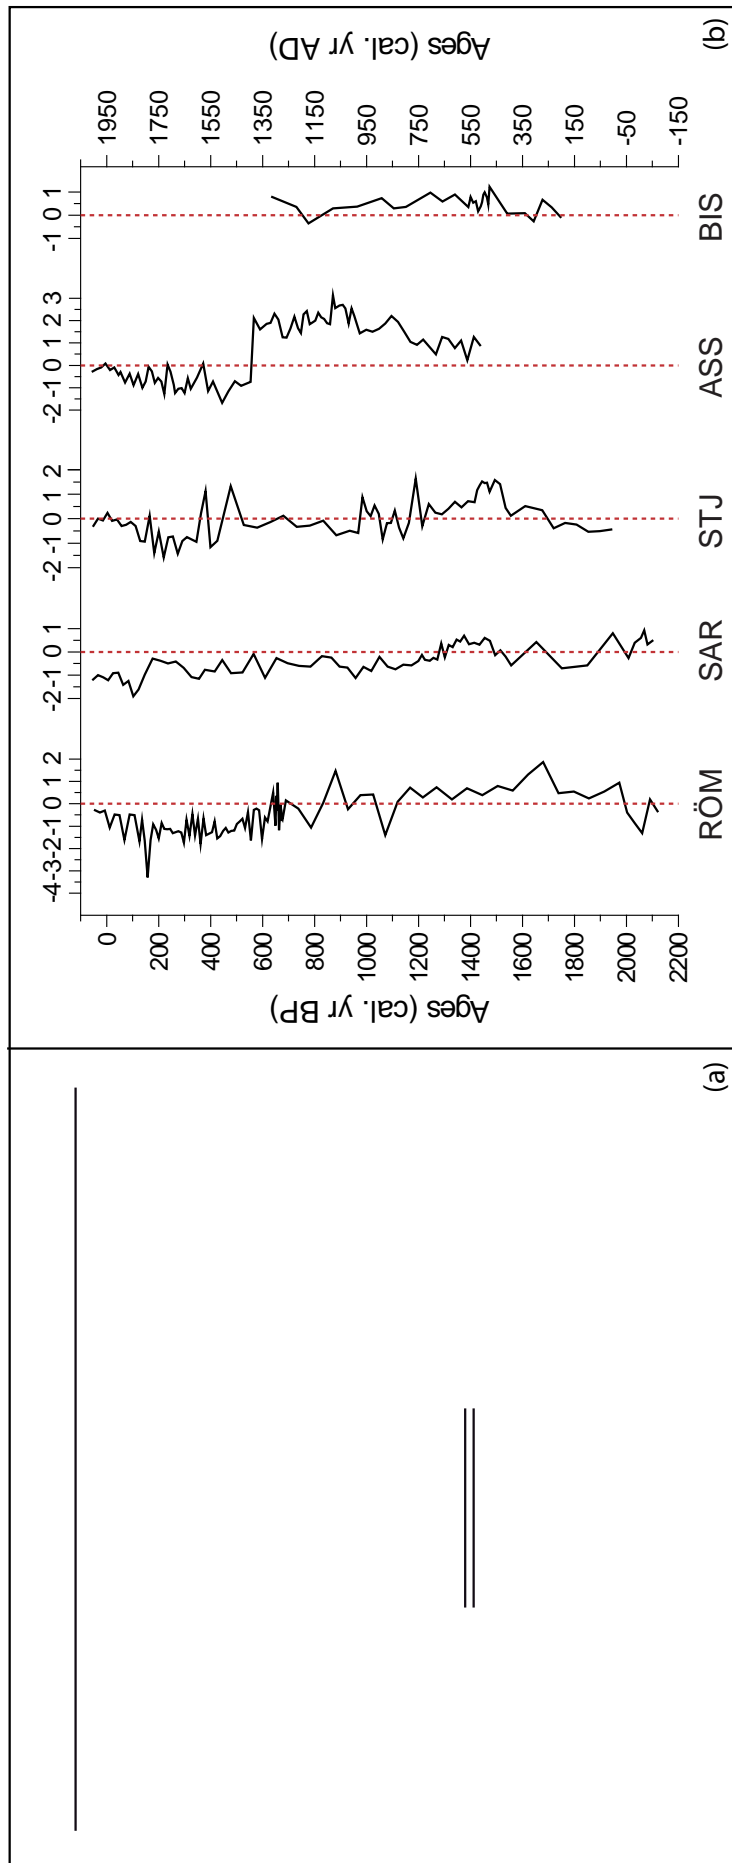 (a)
(b)
Ages (cal. yr BP)
0 200 400 600 800 1000 1200 1400 1600 1800 2000 2200
-4 -3 -2 -1 0 1 2
RÖM
-2 -1 0 1
SAR
-2 -1 0 1 2
STJ
-2 -1 0 1 2 3
ASS
-1 0 1
BIS
1950 1750 1550 1350 1150 950 750 550 350 150 -50 -150
Ages (cal. yr AD)